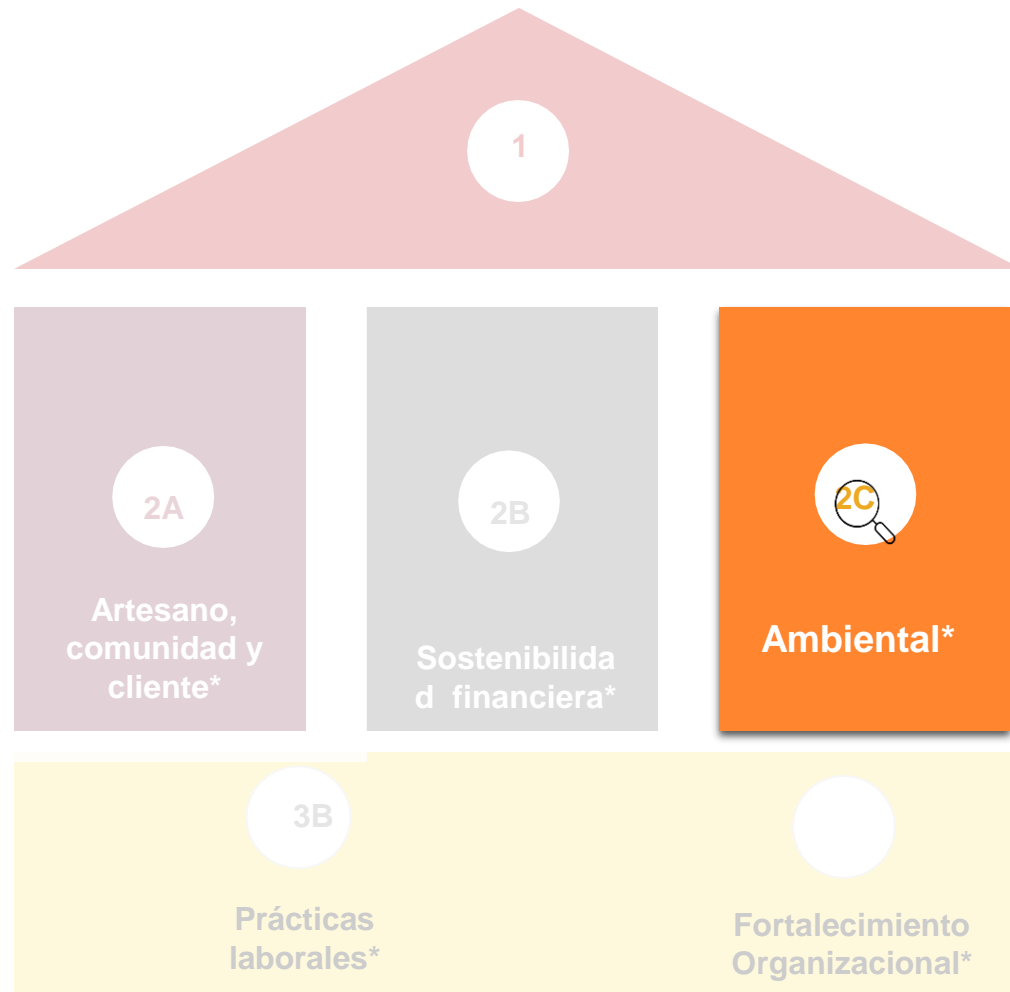 1
2A
Artesano,
comunidad y
cliente*
2B
Sostenibilida
d financiera*
2C
Ambiental*
3B
Prácticas
laborales*
Fortalecimiento
Organizacional*